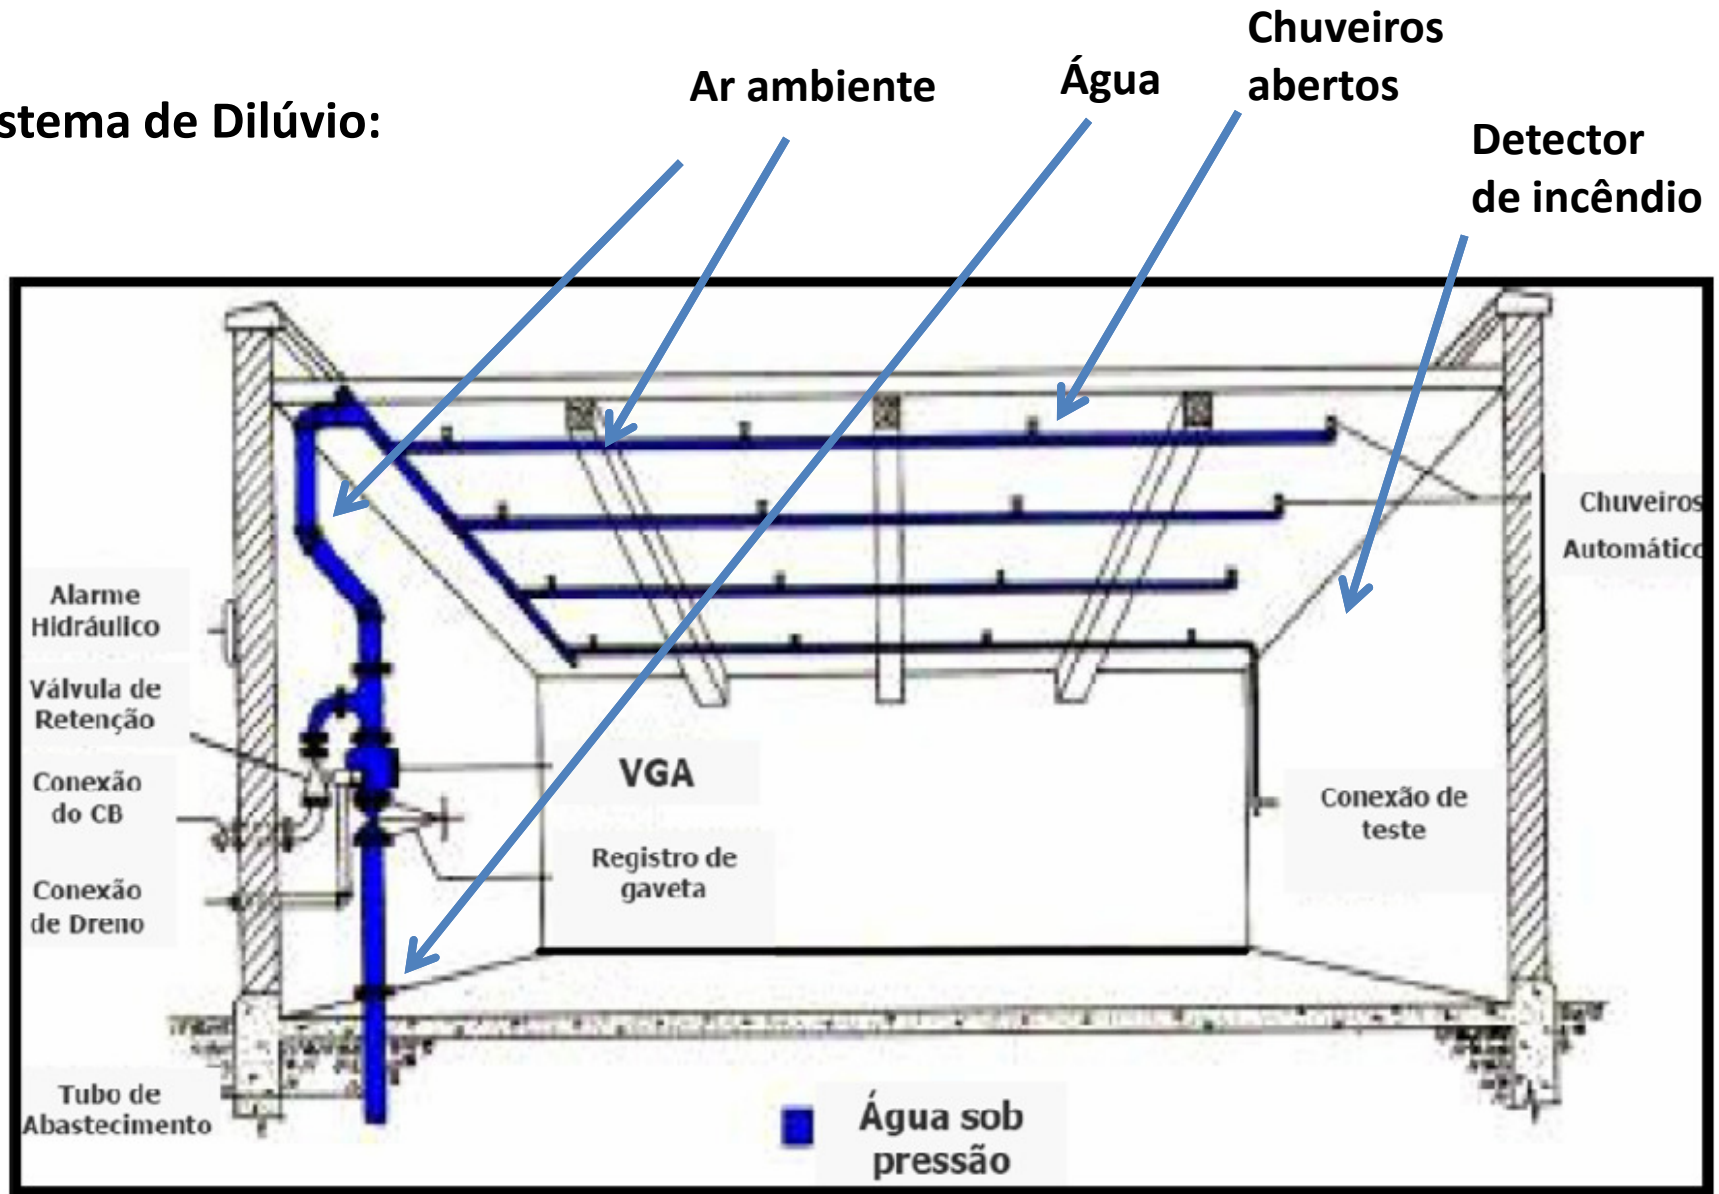 Chuveiros
abertos
Ar ambiente
Água
stema de Dilúvio:
Detector
de incêndio
Chuveiros
Automático
Alarme
Hidráulico
Válvula de
Retenção
Conexão
do CB
Conexão
de Dreno
VGA
Registro de
gaveta
Conexão de
teste
Tubo de
Abastecimento
Água sob
pressão